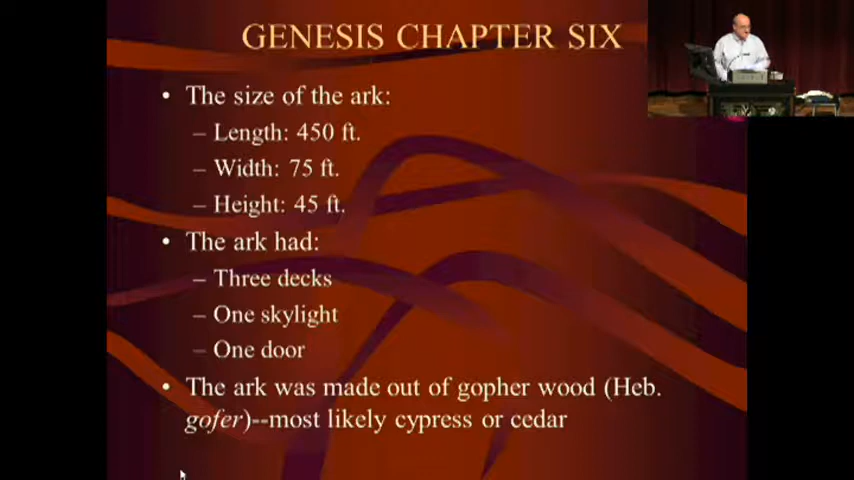 GENESIS CHAPTER SIX
• The size of the ark:
– Length: 450 ft.
– Width: 75 ft.
– Height: 45 ft.
• The ark had:
– Three decks
– One skylight
– One door
• The ark was made out of gopher wood (Heb.
gofer)--most likely cypress or cedar